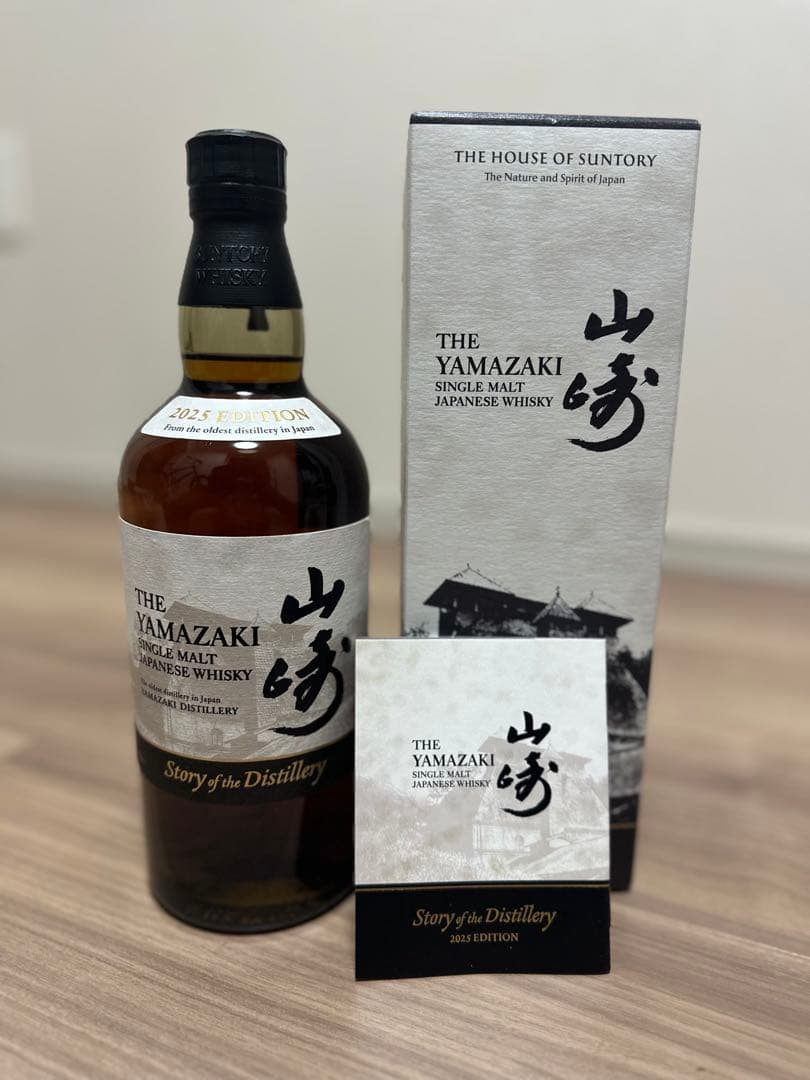 SUNTORY
WHISKY
2025 EDITION
From the oldest distillery in Japan
THE
YAMAZAKI
SINGLE MALT
JAPANESE WHISKY
The oldest distillery in Japan
YAMAZAKI DISTILLERY
山崎
Story of the Distillery
THE HOUSE OF SUNTORY
The Nature and Spirit of Japan
THE
YAMAZAKI
SINGLE MALT
JAPANESE WHISKY
山崎
THE
YAMAZAKI
SINGLE MALT
JAPANESE WHISKY
山崎
Story of the Distillery
2025 EDITION